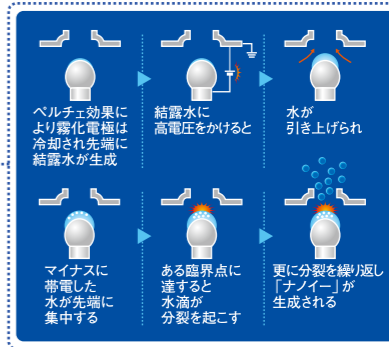 ペルチェ効果に
より霧化電極は
冷却され先端に
結露水が生成
結露水に
高電圧をかけると
水が
引き上げられ
マイナスに
帯電した
水が先端に
集中する
ある臨界点に
達すると
水滴が
分裂を起こす
更に分裂を繰り返し
「ナノイー」が
生成される